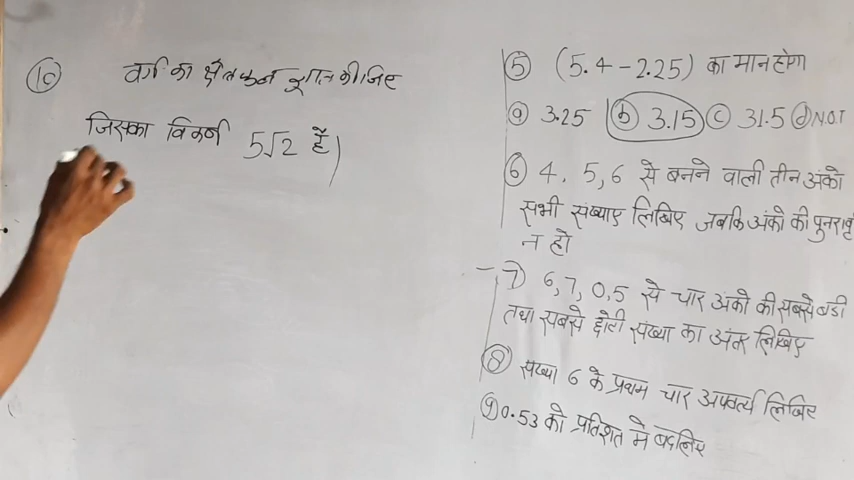 10 वर्ग का क्षेत्रफल ज्ञात कीजिए
जिसका विकर्ण 5√2 है|
5 (5.4-2.25) का मान होगा
a 3.25 b 3.15 c 31.5 d NOT
6 4, 5, 6 से बनने वाली तीन अंको
सभी संख्याए लिखिए जबकि अंको की पुनरावृ
न हो
7 6, 7, 0, 5 से चार अंको की सबसे बडी
तथा सबसे छोटी संख्या का अंतर लिखिए
8 संख्या 6 के प्रथम चार अपवर्त्य लिखिए
9 0.53 को प्रतिशत मे बदलिए